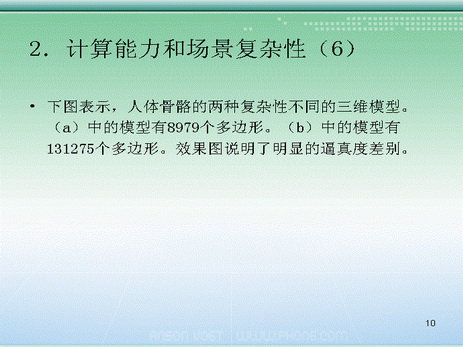 2．计算能力和场景复杂性（6）
• 下图表示，人体骨骼的两种复杂性不同的三维模型。
（a）中的模型有8979个多边形。（b）中的模型有
131275个多边形。效果图说明了明显的逼真度差别。
10